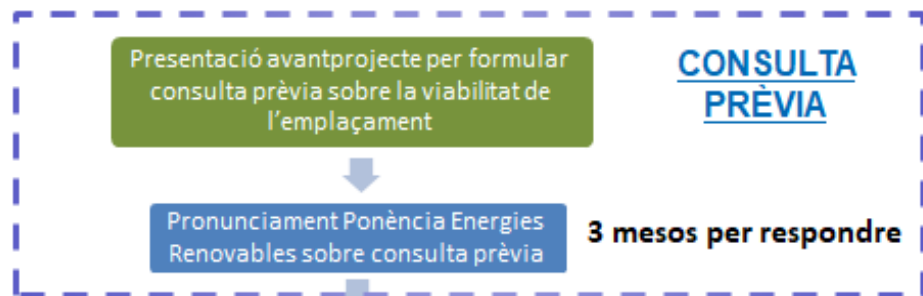 Presentació avantprojecte per formular
consulta prèvia sobre la viabilitat de
l'emplaçament
CONSULTA
PRÈVIA
Pronunciament Ponència Energies
Renovables sobre consulta prèvia
3 mesos per respondre